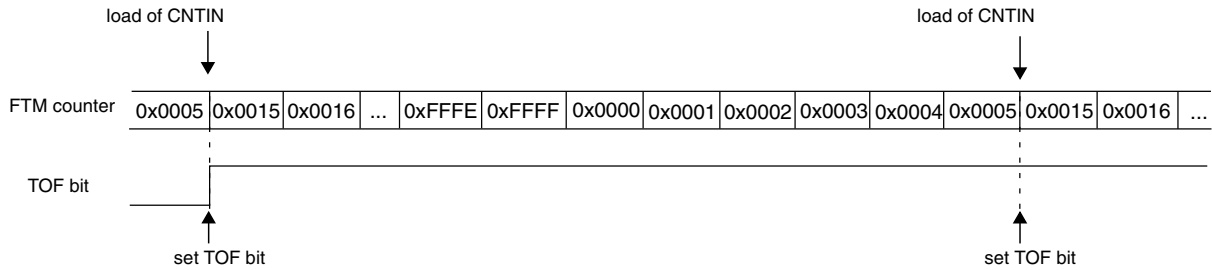 load of CNTIN load of CNTIN
FTM counter 0x0005 0x0015 0x0016 ... 0xFFFE 0xFFFF 0x0000 0x0001 0x0002 0x0003 0x0004 0x0005 0x0015 0x0016 ...
TOF bit
set TOF bit set TOF bit